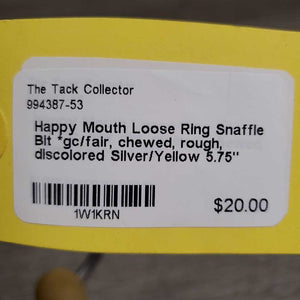 The Tack Collector
994387-53
Happy Mouth Loose Ring Snaffle
Bit *gc/fair, chewed, rough,
discolored Silver/Yellow 5.75"
1W1KRN
$20.00